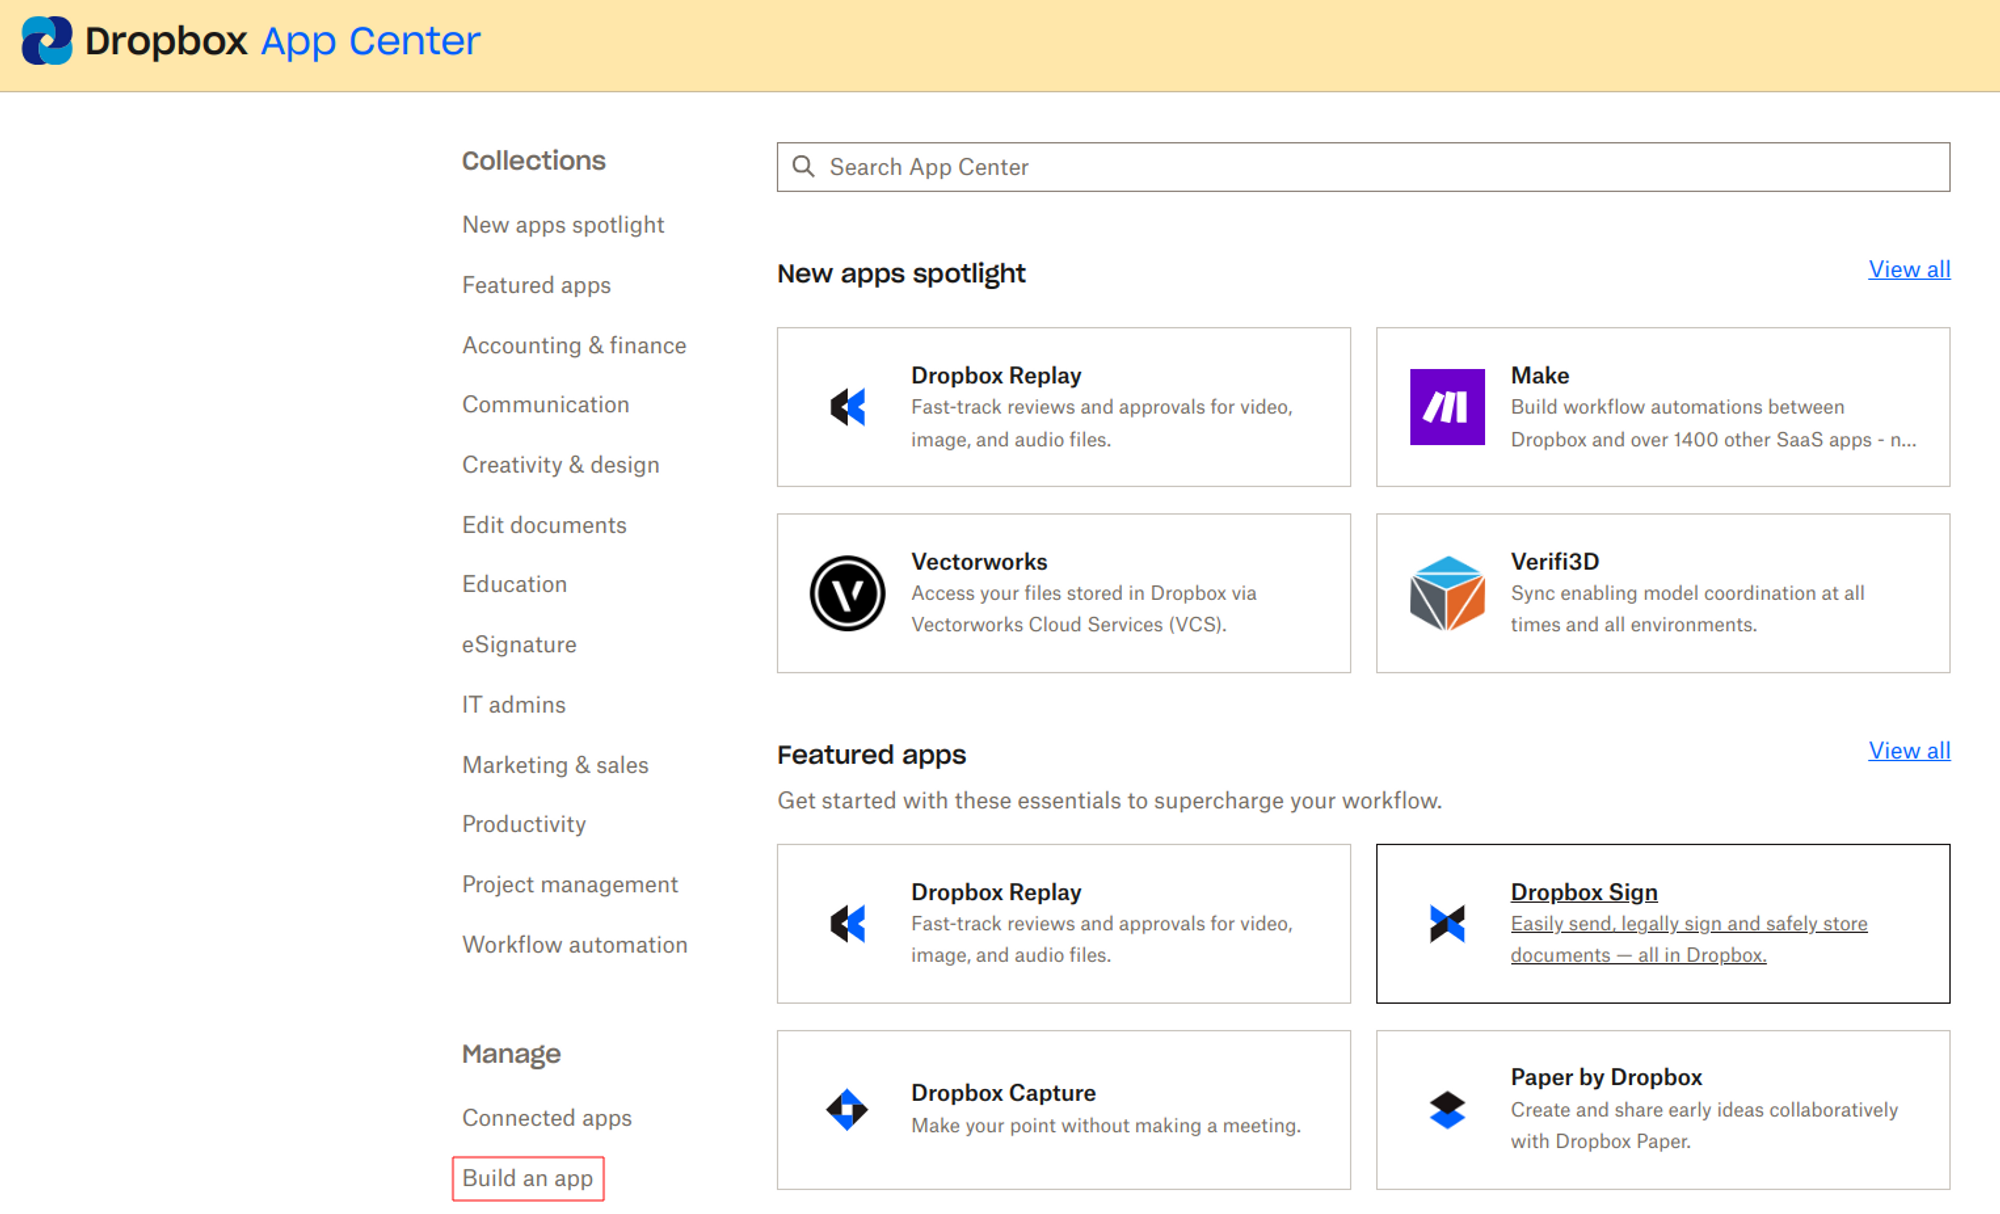 Dropbox App Center
Collections
New apps spotlight
Featured apps
Accounting & finance
Communication
Creativity & design
Edit documents
Education
eSignature
IT admins
Marketing & sales
Productivity
Project management
Workflow automation
Manage
Connected apps
Build an app
Search App Center
New apps spotlight
View all
Dropbox Replay
Fast-track reviews and approvals for video,
image, and audio files.
Make
Build workflow automations between
Dropbox and over 1400 other SaaS apps - n...
Vectorworks
Access your files stored in Dropbox via
Vectorworks Cloud Services (VCS).
Verifi3D
Sync enabling model coordination at all
times and all environments.
Featured apps
View all
Get started with these essentials to supercharge your workflow.
Dropbox Replay
Fast-track reviews and approvals for video,
image, and audio files.
Dropbox Sign
Easily send, legally sign and safely store
documents — all in Dropbox.
Dropbox Capture
Make your point without making a meeting.
Paper by Dropbox
Create and share early ideas collaboratively
with Dropbox Paper.